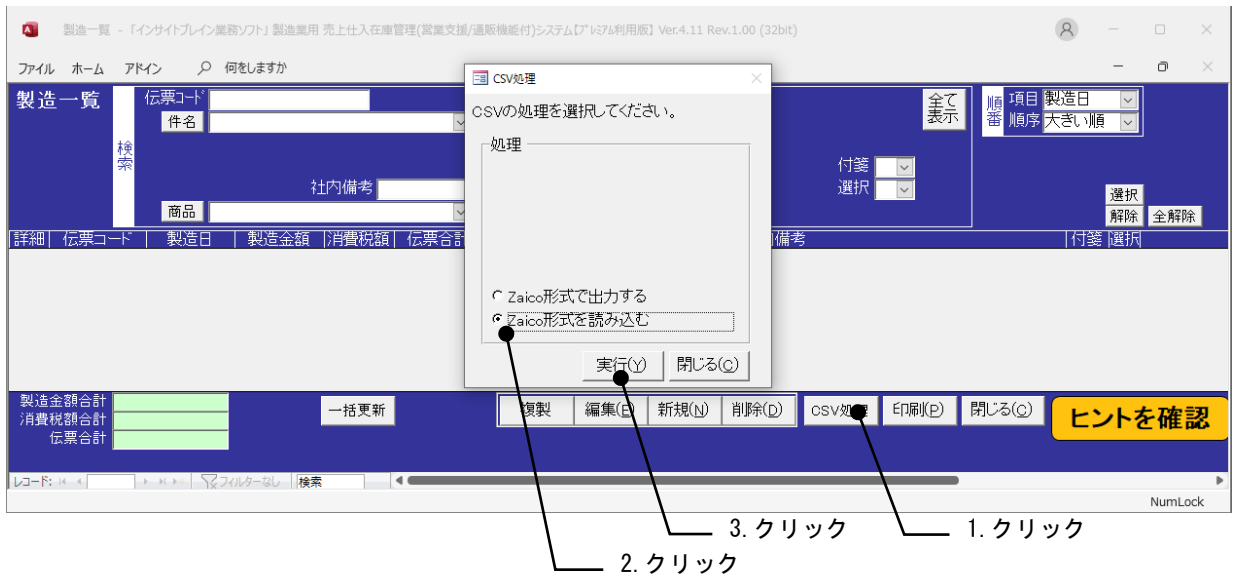 製造一覧 - 「インサイトブレイン業務ソフト」 製造業用 売上仕入在庫管理(営業支援/通販機能付)システム【プレミアム利用版】 Ver.4.11 Rev.1.00 (32bit)
ファイル ホーム アドイン 何をしますか
製造一覧
検索
伝票コード
件名
社内備考
商品
全て表示
付箋
選択
順番
項目 製造日
順序 大きい順
選択
解除 全解除
詳細 伝票コード 製造日 製造金額 消費税額 伝票合計 備考 付箋 選択
CSV処理
CSVの処理を選択してください。
処理
Zaico形式で出力する
Zaico形式を読み込む
実行(Y) 閉じる(C)
製造金額合計
消費税額合計
伝票合計
一括更新 複製 編集(E) 新規(N) 削除(D) CSV処理 印刷(P) 閉じる(C) ヒントを確認
レコード: フィルターなし 検索
NumLock
3.クリック 1.クリック
2.クリック